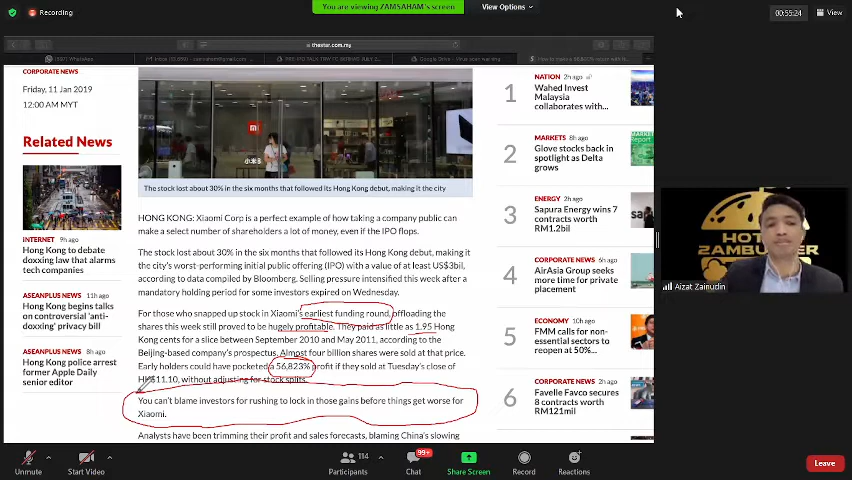 Recording
You are viewing ZAMSAHAM's screen
View Options
00:55:24
View
thestar.com.my
WhatsApp
CORPORATE NEWS
Friday, 11 Jan 2019
12:00 AM MYT
Related News
INTERNET 9h ago
Hong Kong to debate
doxxing law that alarms
tech companies
ASEANPLUS NEWS 11h ago
Hong Kong begins talks
on controversial 'anti-
doxxing' privacy bill
ASEANPLUS NEWS 8h ago
Hong Kong police arrest
former Apple Daily
senior editor
The stock lost about 30% in the six months that followed its Hong Kong debut, making it the city
HONG KONG: Xiaomi Corp is a perfect example of how taking a company public can
make a select number of shareholders a lot of money, even if the IPO flops.
The stock lost about 30% in the six months that followed its Hong Kong debut, making it
the city's worst-performing initial public offering (IPO) with a value of at least US$3bil,
according to data compiled by Bloomberg. Selling pressure intensified this week after a
mandatory holding period for some investors expired on Wednesday.
For those who snapped up stock in Xiaomi's earliest funding round, offloading the
shares this week still proved to be hugely profitable. They paid as little as 1.95 Hong
Kong cents for a slice between September 2010 and May 2011, according to the
Beijing-based company's prospectus. Almost four billion shares were sold at that price.
Early holders could have pocketed a 56,823% profit if they sold at Tuesday's close of
HK$11.10, without adjusting for stock splits.
You can't blame investors for rushing to lock in those gains before things get worse for
Xiaomi.
Analysts have been trimming their profit and sales forecasts, blaming China's slowing
1
NATION 2h ago
Wahed Invest
Malaysia
collaborates with...
2
MARKETS 8h ago
Glove stocks back in
spotlight as Delta
grows
3
ENERGY 2h ago
Sapura Energy wins 7
contracts worth
RM1.2bil
4
CORPORATE NEWS 6h ago
AirAsia Group seeks
more time for private
placement
5
ECONOMY 10h ago
FMM calls for non-
essential sectors to
reopen at 50%...
6
CORPORATE NEWS 2h ago
Favelle Favco secures
8 contracts worth
RM121mil
Aizat Zainudin
Unmute
Start Video
114
Participants
99+
Chat
Share Screen
Record
Reactions
Leave